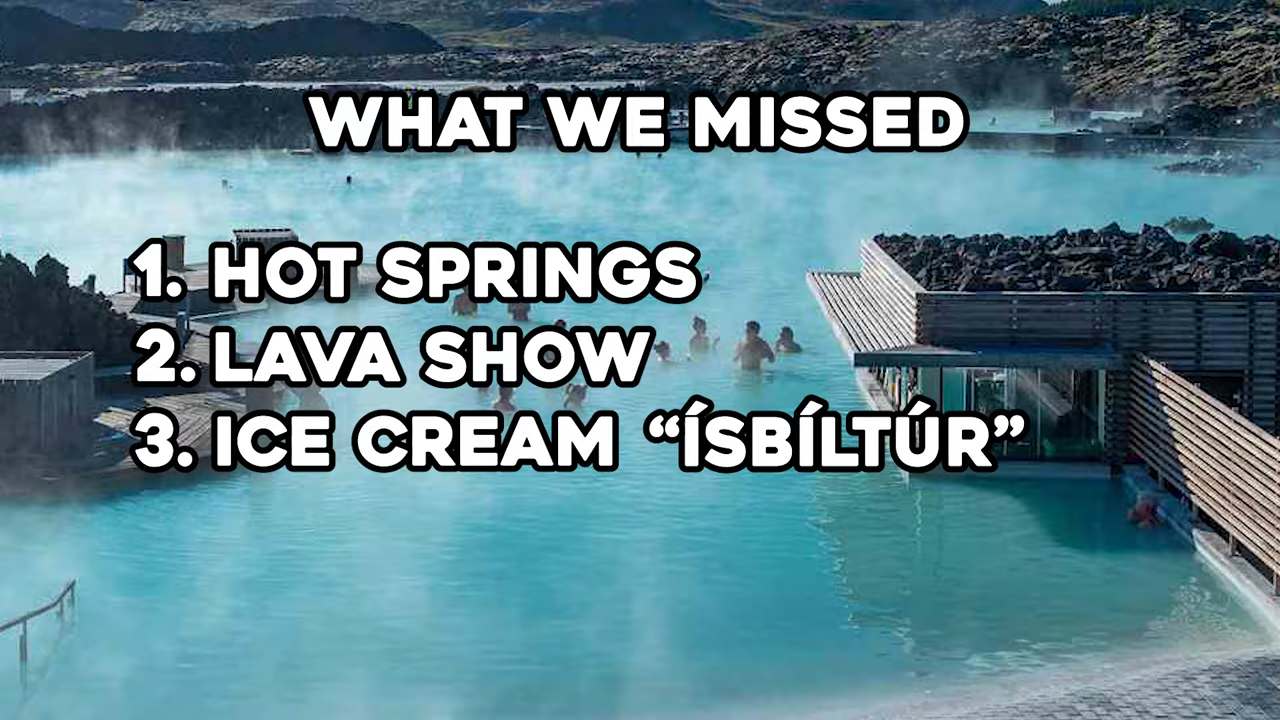 WHAT WE MISSED
1. HOT SPRINGS
2. LAVA SHOW
3. ICE CREAM “ÍSBÍLTÚR”